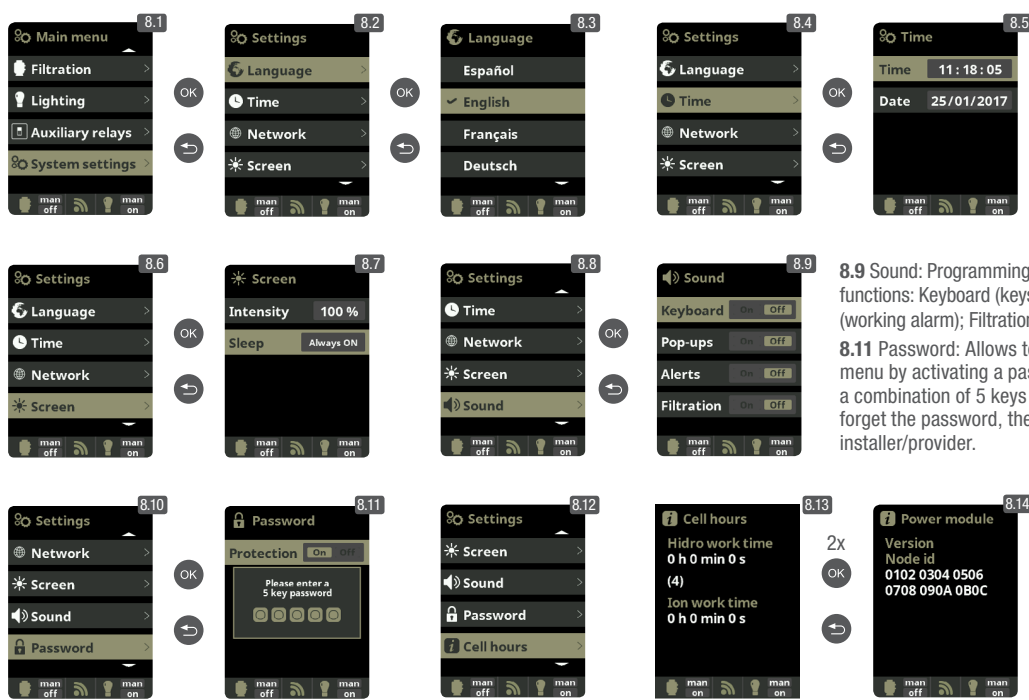 8.1
Main menu
Filtration
Lighting
Auxiliary relays
System settings
man off
man on
OK
8.2
Settings
Language
Time
Network
Screen
man off
man on
OK
8.3
Language
Español
English
Français
Deutsch
8.4
Settings
Language
Time
Network
Screen
man off
man on
OK
8.5
Time
Time 11 : 18 : 05
Date 25/01/2017
man off
man on
8.6
Settings
Language
Time
Network
Screen
man off
man on
OK
8.7
Screen
Intensity 100 %
Sleep Always ON
man off
man on
8.8
Settings
Time
Network
Screen
Sound
man off
man on
OK
8.9
Sound
Keyboard On Off
Pop-ups On Off
Alerts On Off
Filtration On Off
man off
man on
8.9 Sound: Programming
functions: Keyboard (keys
(working alarm); Filtration
8.11 Password: Allows to
menu by activating a pas
a combination of 5 keys
forget the password, the
installer/provider.
8.10
Settings
Network
Screen
Sound
Password
man off
man on
OK
8.11
Password
Protection On Off
Please enter a
5 key password
man off
man on
8.12
Settings
Screen
Sound
Password
Cell hours
man off
man on
8.13
Cell hours
Hidro work time
0 h 0 min 0 s
(4)
Ion work time
0 h 0 min 0 s
man off
man on
2x
OK
8.14
Power module
Version
Node id
0102 0304 0506
0708 090A 0B0C
man off
man on